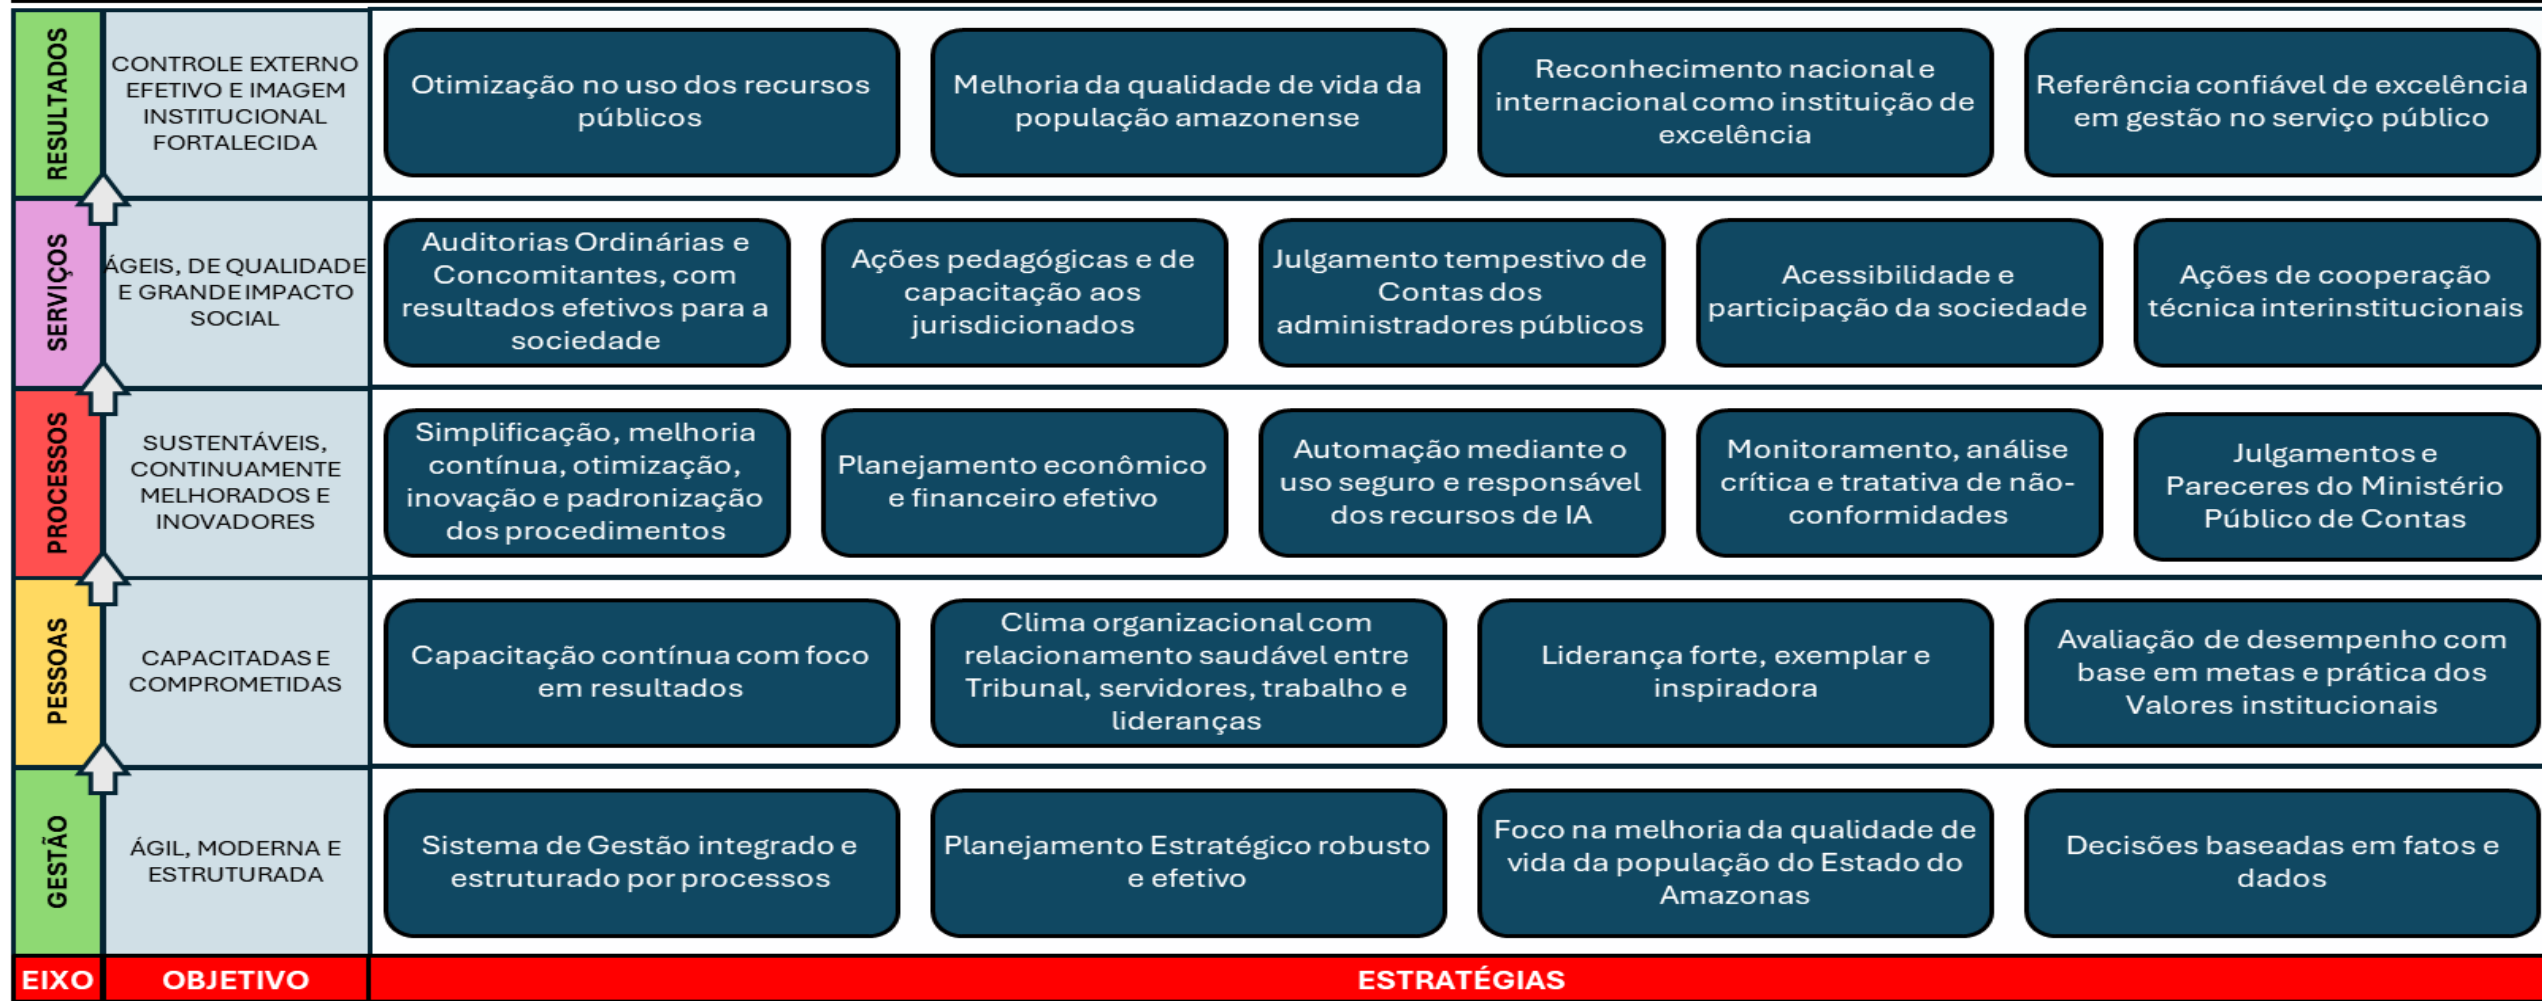 RESULTADOS
CONTROLE EXTERNO
EFETIVO E IMAGEM
INSTITUCIONAL
FORTALECIDA
Otimização no uso dos recursos
públicos
Melhoria da qualidade de vida da
população amazonense
Reconhecimento nacional e
internacional como instituição de
excelência
Referência confiável de excelência
em gestão no serviço público
SERVIÇOS
ÁGEIS, DE QUALIDADE
E GRANDE IMPACTO
SOCIAL
Auditorias Ordinárias e
Concomitantes, com
resultados efetivos para a
sociedade
Ações pedagógicas e de
capacitação aos
jurisdicionados
Julgamento tempestivo de
Contas dos
administradores públicos
Acessibilidade e
participação da sociedade
Ações de cooperação
técnica interinstitucionais
PROCESSOS
SUSTENTÁVEIS,
CONTINUAMENTE
MELHORADOS E
INOVADORES
Simplificação, melhoria
contínua, otimização,
inovação e padronização
dos procedimentos
Planejamento econômico
e financeiro efetivo
Automação mediante o
uso seguro e responsável
dos recursos de IA
Monitoramento, análise
crítica e tratativa de não-
conformidades
Julgamentos e
Pareceres do Ministério
Público de Contas
PESSOAS
CAPACITADAS E
COMPROMETIDAS
Capacitação contínua com foco
em resultados
Clima organizacional com
relacionamento saudável entre
Tribunal, servidores, trabalho e
lideranças
Liderança forte, exemplar e
inspiradora
Avaliação de desempenho com
base em metas e prática dos
Valores institucionais
GESTÃO
ÁGIL, MODERNA E
ESTRUTURADA
Sistema de Gestão integrado e
estruturado por processos
Planejamento Estratégico robusto
e efetivo
Foco na melhoria da qualidade de
vida da população do Estado do
Amazonas
Decisões baseadas em fatos e
dados
EIXO
OBJETIVO
ESTRATÉGIAS